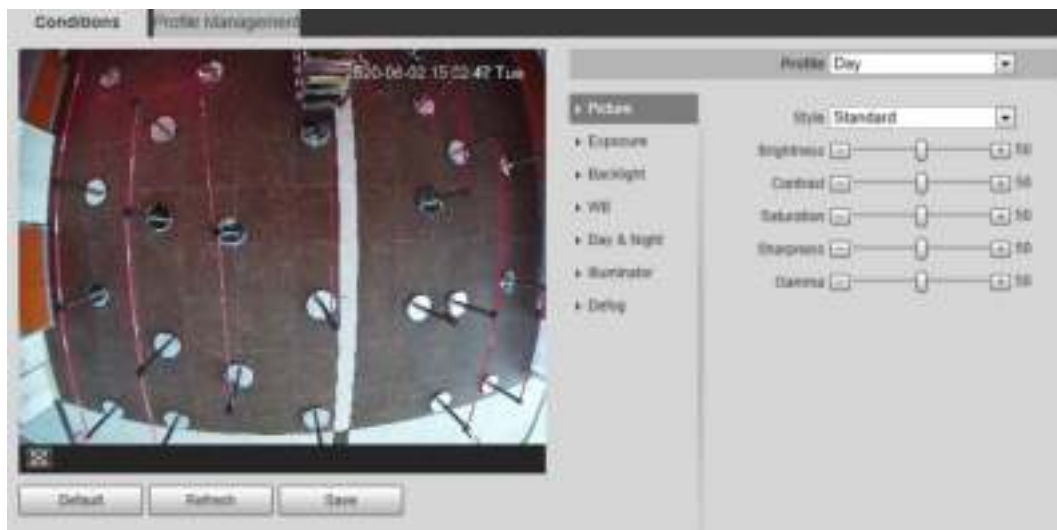 Conditions
Profile Management
2020-06-02 15:02:47 Tue
Profile Day
Picture
Exposure
Backlight
WB
Day & Night
Illuminator
Defog
Style Standard
Brightness 50
Contrast 50
Saturation 50
Sharpness 50
Gamma 50
Default
Refresh
Save